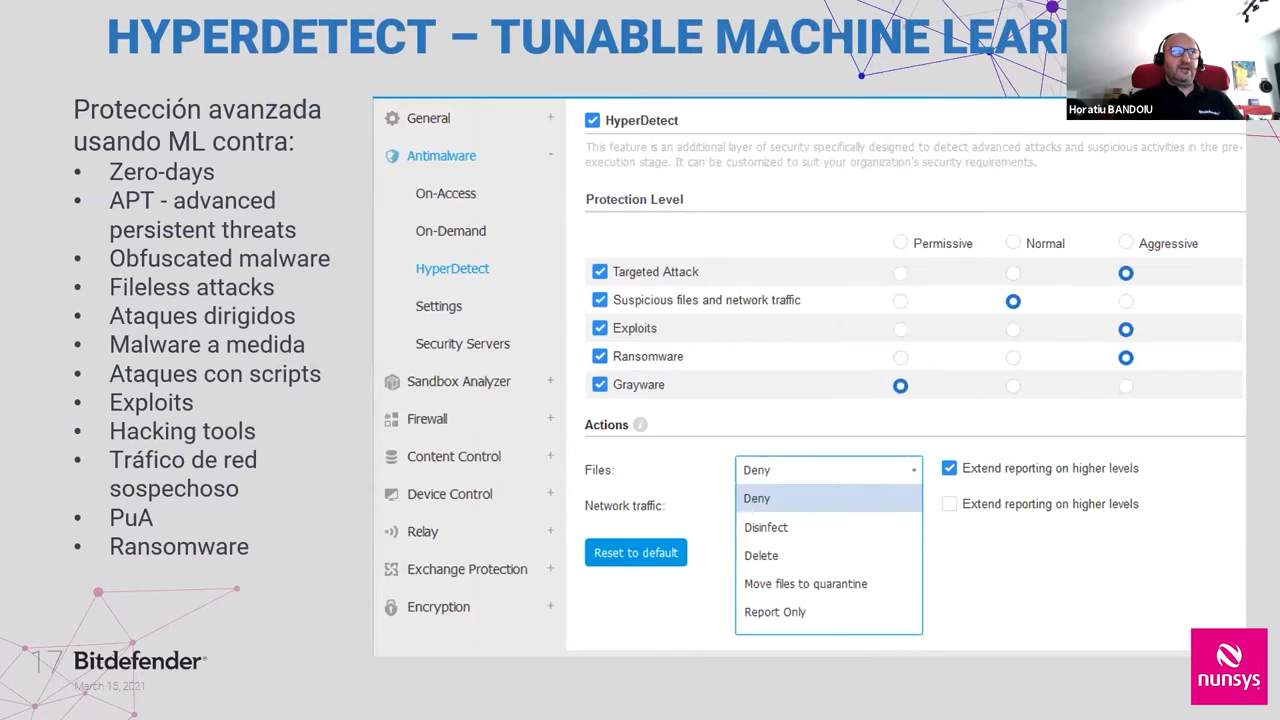 HYPERDETECT – TUNABLE MACHINE LEAR
Horatiu BANDOIU
Protección avanzada
usando ML contra:
• Zero-days
• APT - advanced
persistent threats
• Obfuscated malware
• Fileless attacks
• Ataques dirigidos
• Malware a medida
• Ataques con scripts
• Exploits
• Hacking tools
• Tráfico de red
sospechoso
• PuA
• Ransomware
General
Antimalware
On-Access
On-Demand
HyperDetect
Settings
Security Servers
Sandbox Analyzer
Firewall
Content Control
Device Control
Relay
Exchange Protection
Encryption
HyperDetect
This feature is an additional layer of security specifically designed to detect advanced attacks and suspicious activities in the pre-
execution stage. It can be customized to suit your organization's security requirements.
Protection Level
Permissive Normal Aggressive
Targeted Attack
Suspicious files and network traffic
Exploits
Ransomware
Grayware
Actions
Files: Deny Extend reporting on higher levels
Deny
Network traffic: Extend reporting on higher levels
Disinfect
Reset to default
Delete
Move files to quarantine
Report Only
17 Bitdefender
March 15, 2021
nunsys